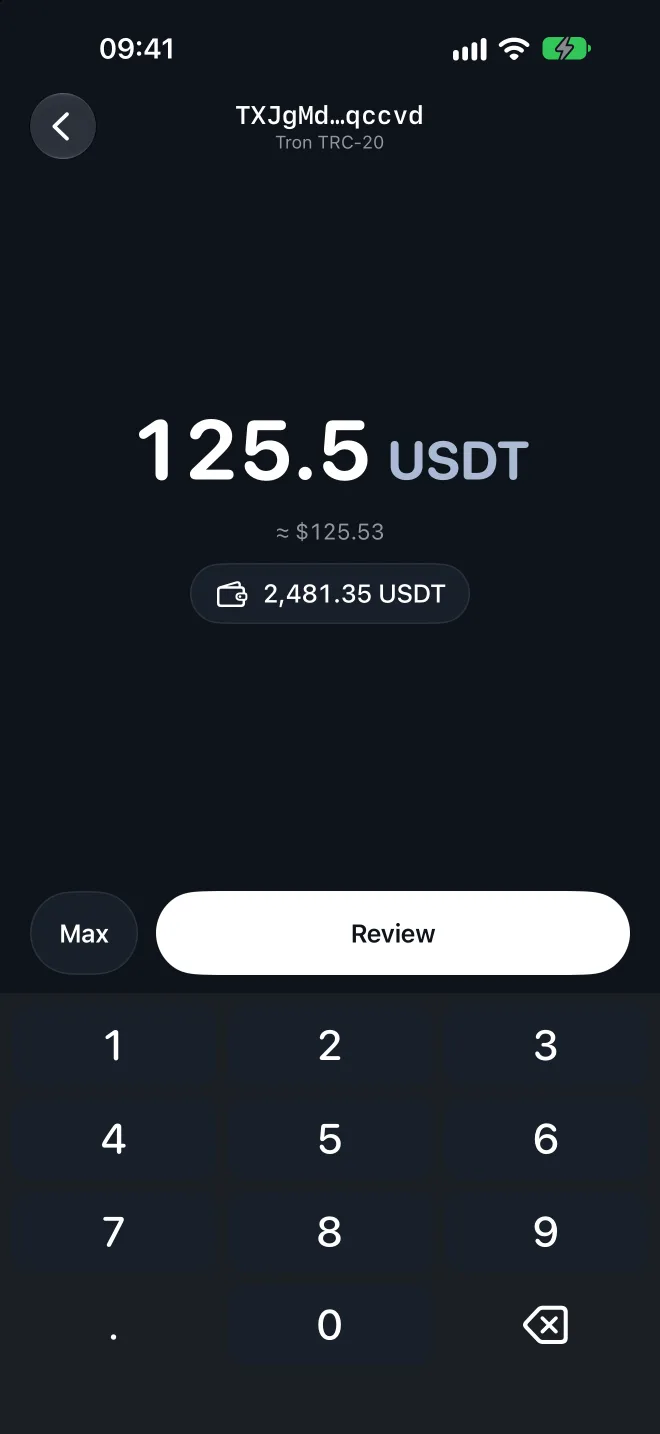 09:41
TXJgMd…qccvd
Tron TRC-20
125.5 USDT
≈ $125.53
2,481.35 USDT
Max
Review
1 2 3
4 5 6
7 8 9
. 0